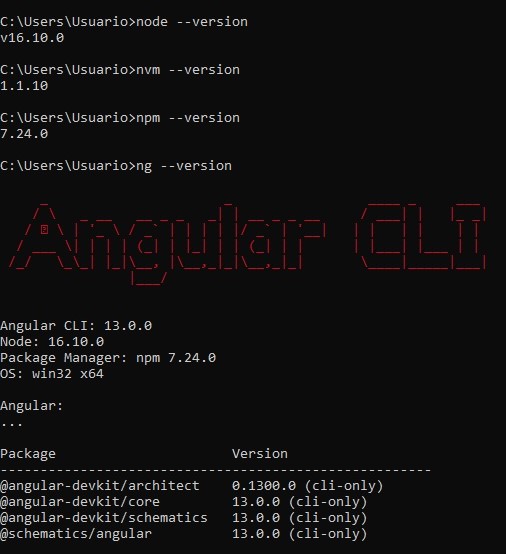 C:\Users\Usuario>node --version
v16.10.0
C:\Users\Usuario>nvm --version
1.1.10
C:\Users\Usuario>npm --version
7.24.0
C:\Users\Usuario>ng --version
Angular CLI
Angular CLI: 13.0.0
Node: 16.10.0
Package Manager: npm 7.24.0
OS: win32 x64
Angular:
...
Package Version
------------------------------------------------------
@angular-devkit/architect 0.1300.0 (cli-only)
@angular-devkit/core 13.0.0 (cli-only)
@angular-devkit/schematics 13.0.0 (cli-only)
@schematics/angular 13.0.0 (cli-only)